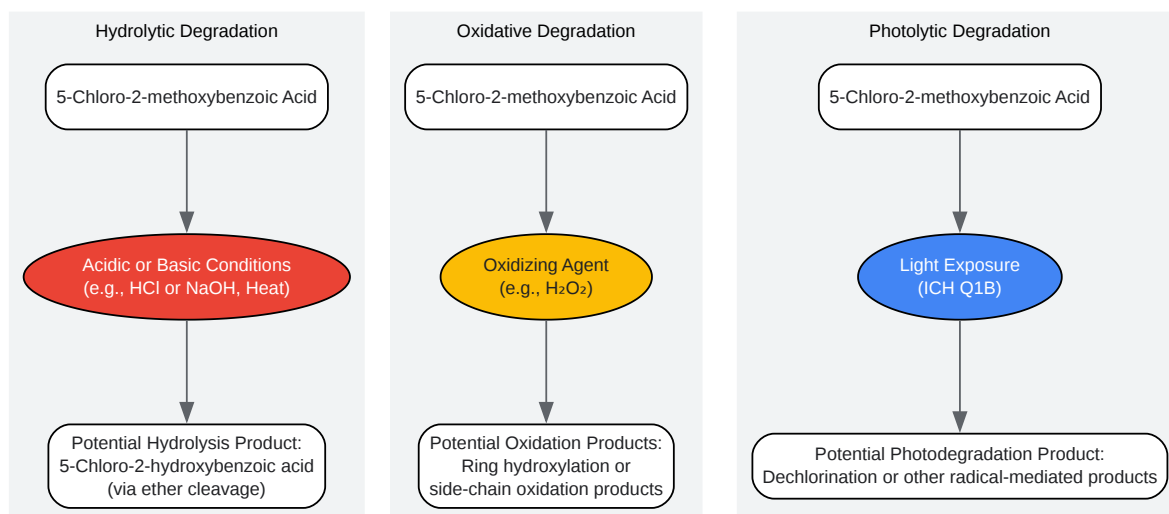 Hydrolytic Degradation
5-Chloro-2-methoxybenzoic Acid
Acidic or Basic Conditions
(e.g., HCl or NaOH, Heat)
Potential Hydrolysis Product:
5-Chloro-2-hydroxybenzoic acid
(via ether cleavage)
Oxidative Degradation
5-Chloro-2-methoxybenzoic Acid
Oxidizing Agent
(e.g., H₂O₂)
Potential Oxidation Products:
Ring hydroxylation or
side-chain oxidation products
Photolytic Degradation
5-Chloro-2-methoxybenzoic Acid
Light Exposure
(ICH Q1B)
Potential Photodegradation Product:
Dechlorination or other radical-mediated products